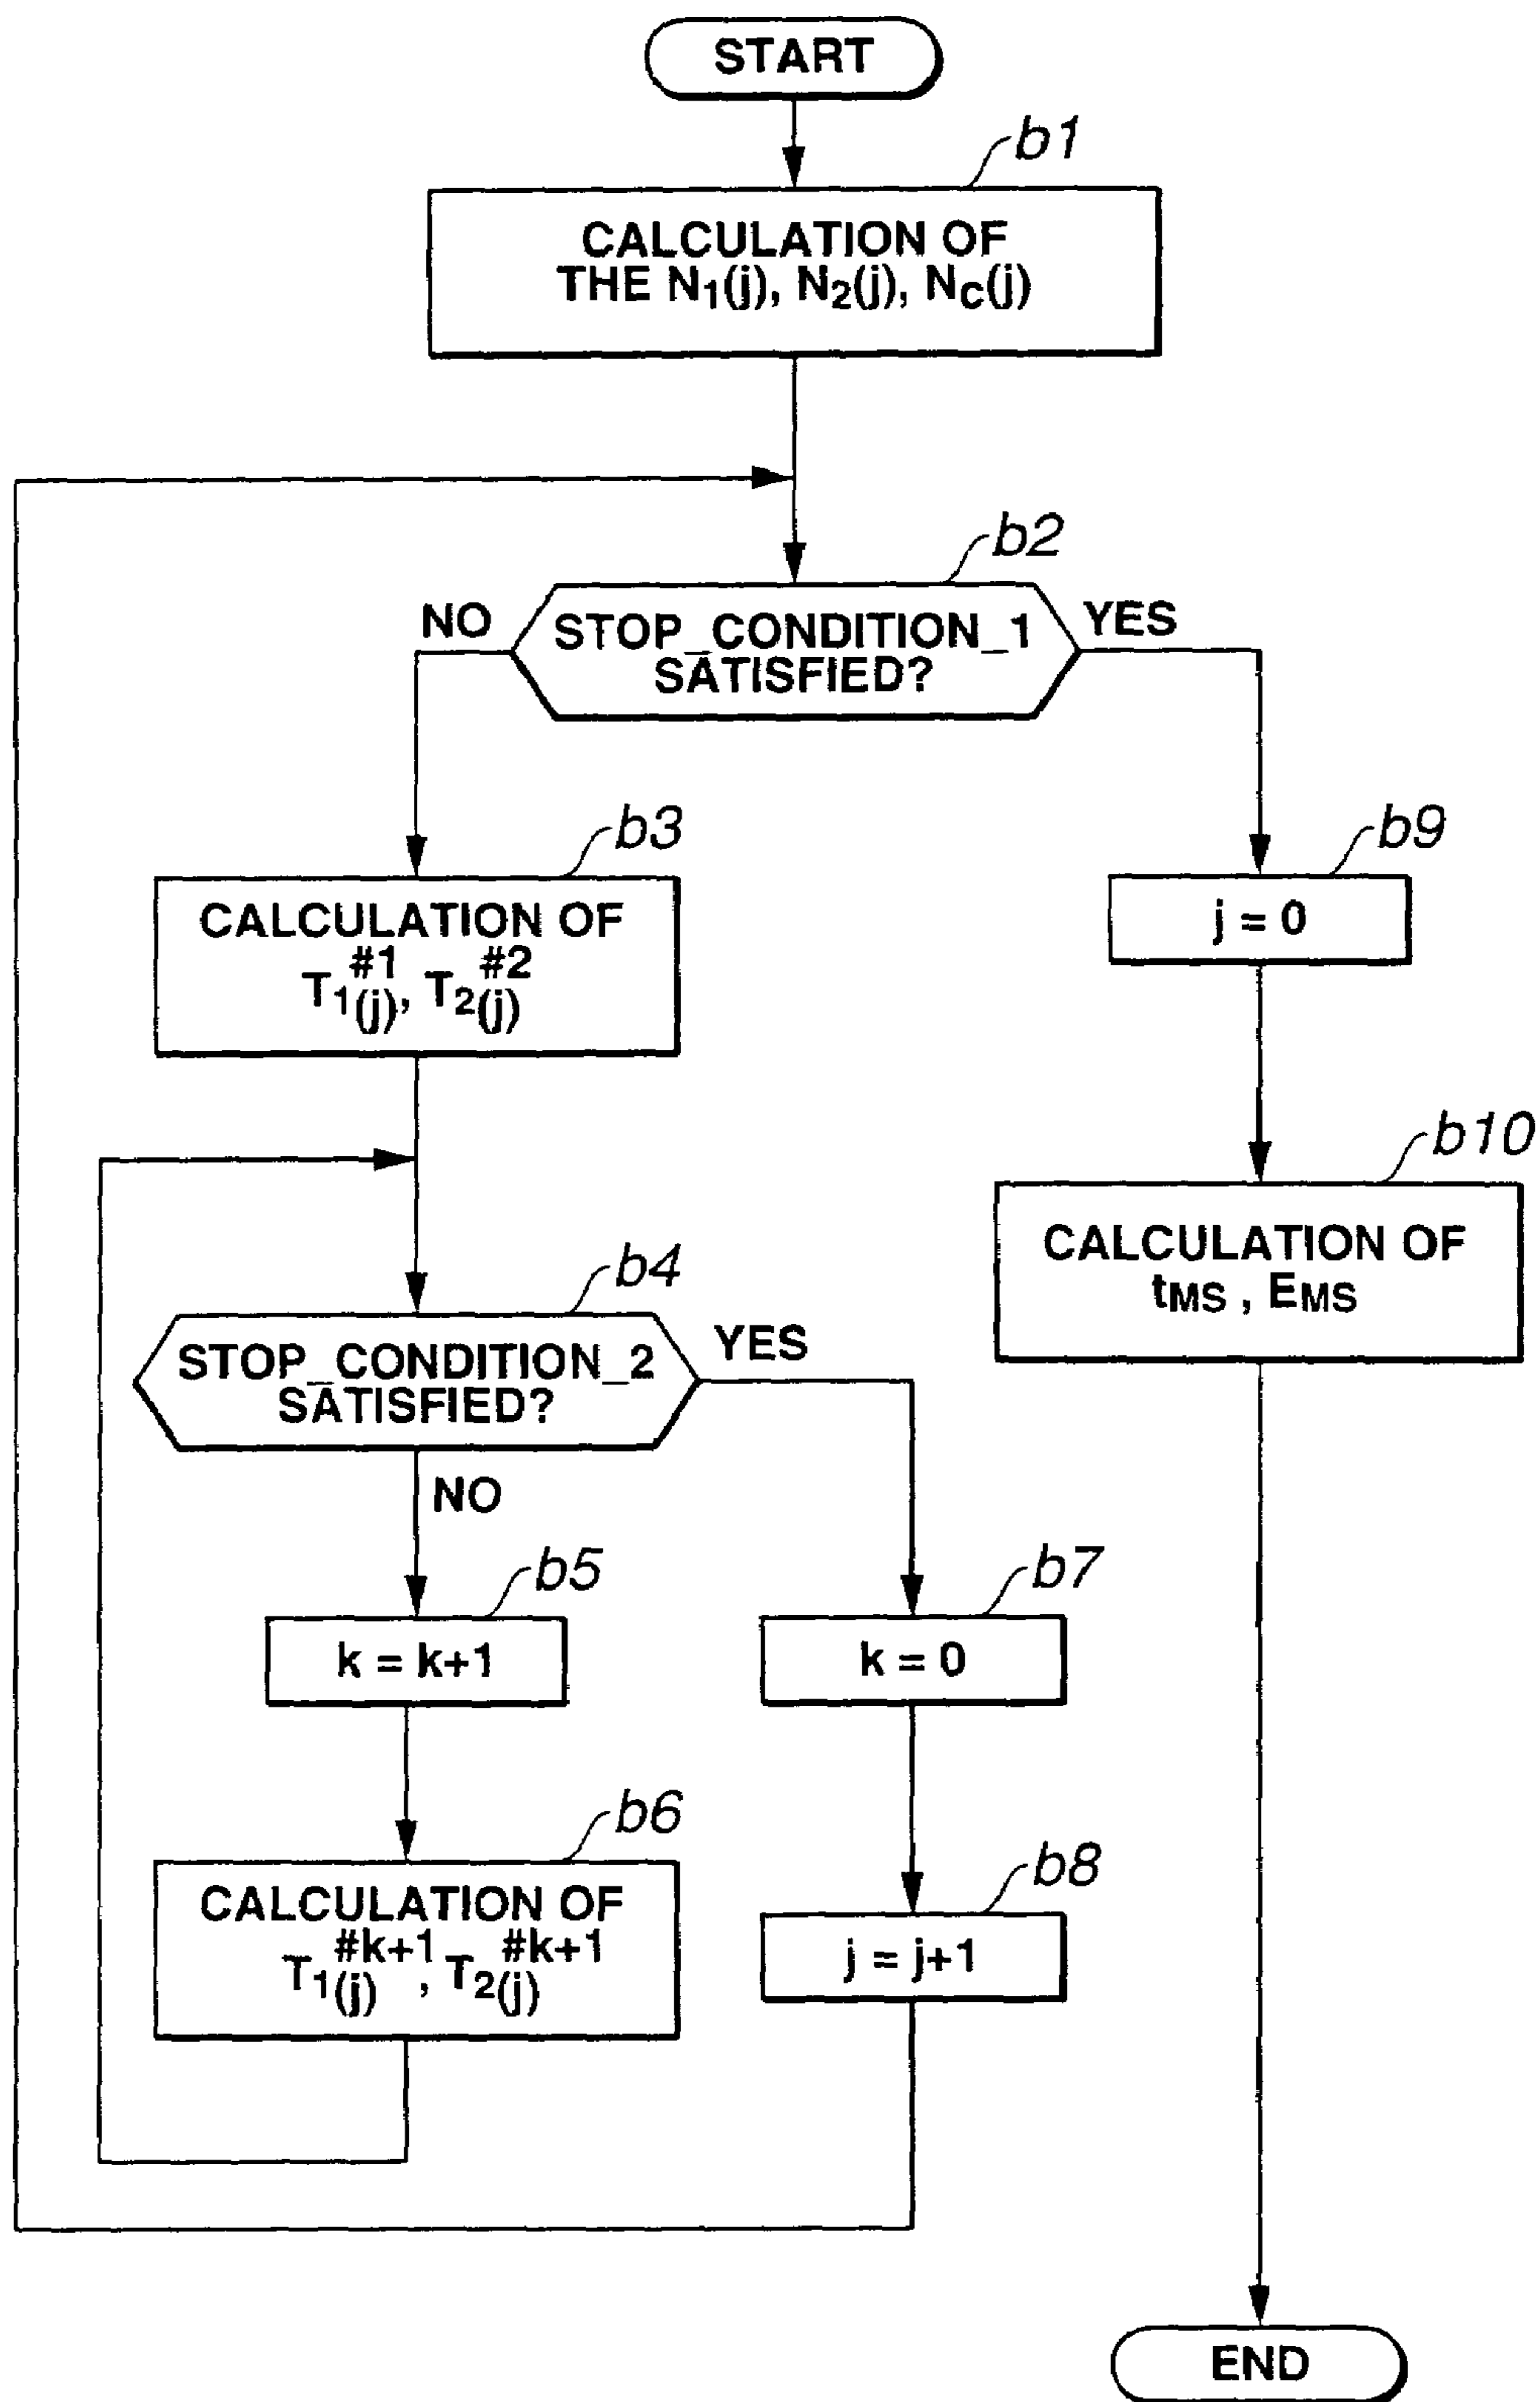 START
b1
CALCULATION OF
THE N1(j), N2(j), NC(j)
b2
NO
STOP_CONDITION_1
SATISFIED?
YES
b3
CALCULATION OF
T1(j)#1, T2(j)#2
b9
j = 0
b10
CALCULATION OF
tMS , EMS
b4
STOP_CONDITION_2
SATISFIED?
YES
NO
b5
k = k+1
b7
k = 0
b6
CALCULATION OF
T1(j)#k+1, T2(j)#k+1
b8
j = j+1
END